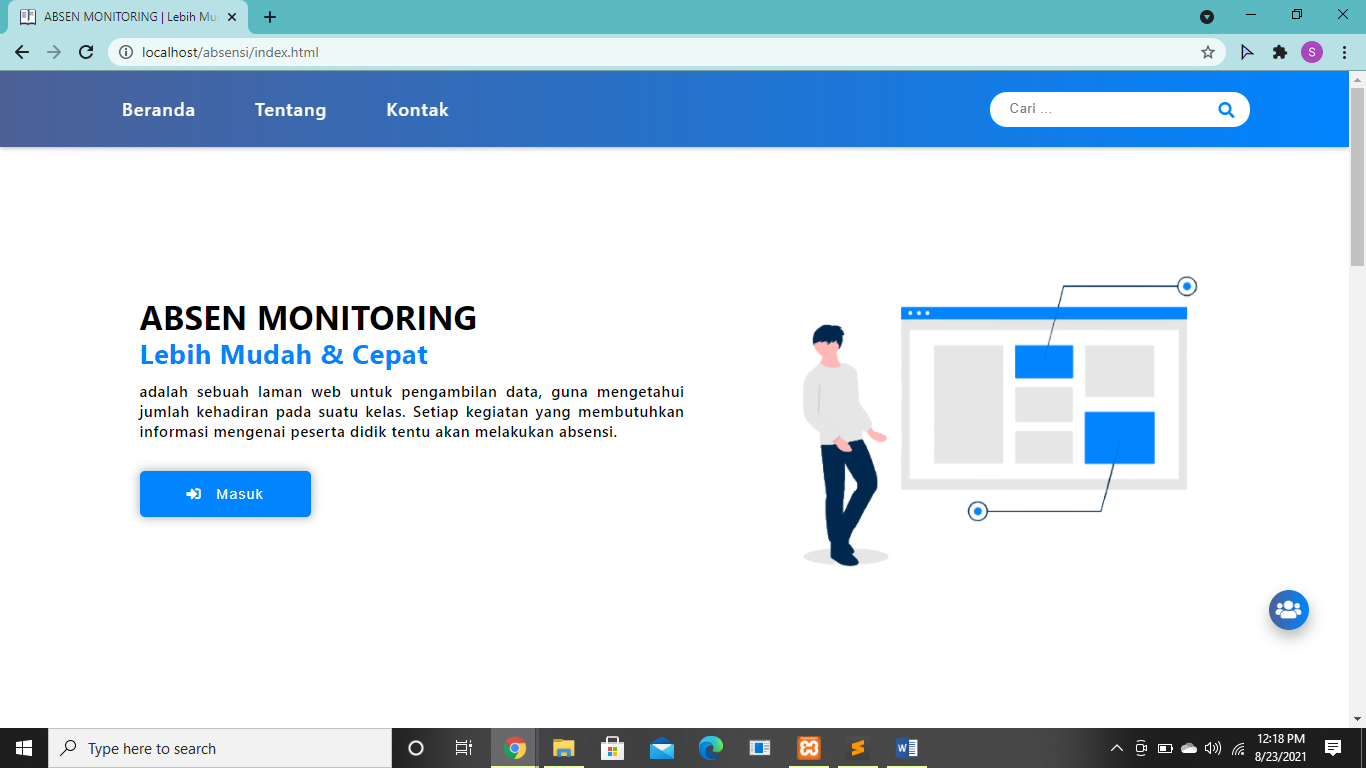 ABSEN MONITORING | Lebih Mu
localhost/absensi/index.html
S
Beranda
Tentang
Kontak
Cari ...
ABSEN MONITORING
Lebih Mudah & Cepat
adalah sebuah laman web untuk pengambilan data, guna mengetahui
jumlah kehadiran pada suatu kelas. Setiap kegiatan yang membutuhkan
informasi mengenai peserta didik tentu akan melakukan absensi.
Masuk
Type here to search
12:18 PM
8/23/2021